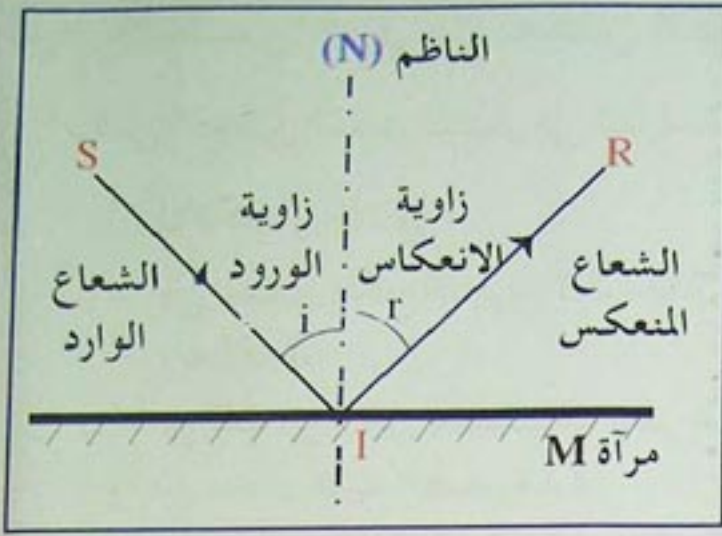 الناظم (N)
S
R
زاوية
الورود
زاوية
الانعكاس
الشعاع
الوارد
الشعاع
المنعكس
i
r
I
مرآة M